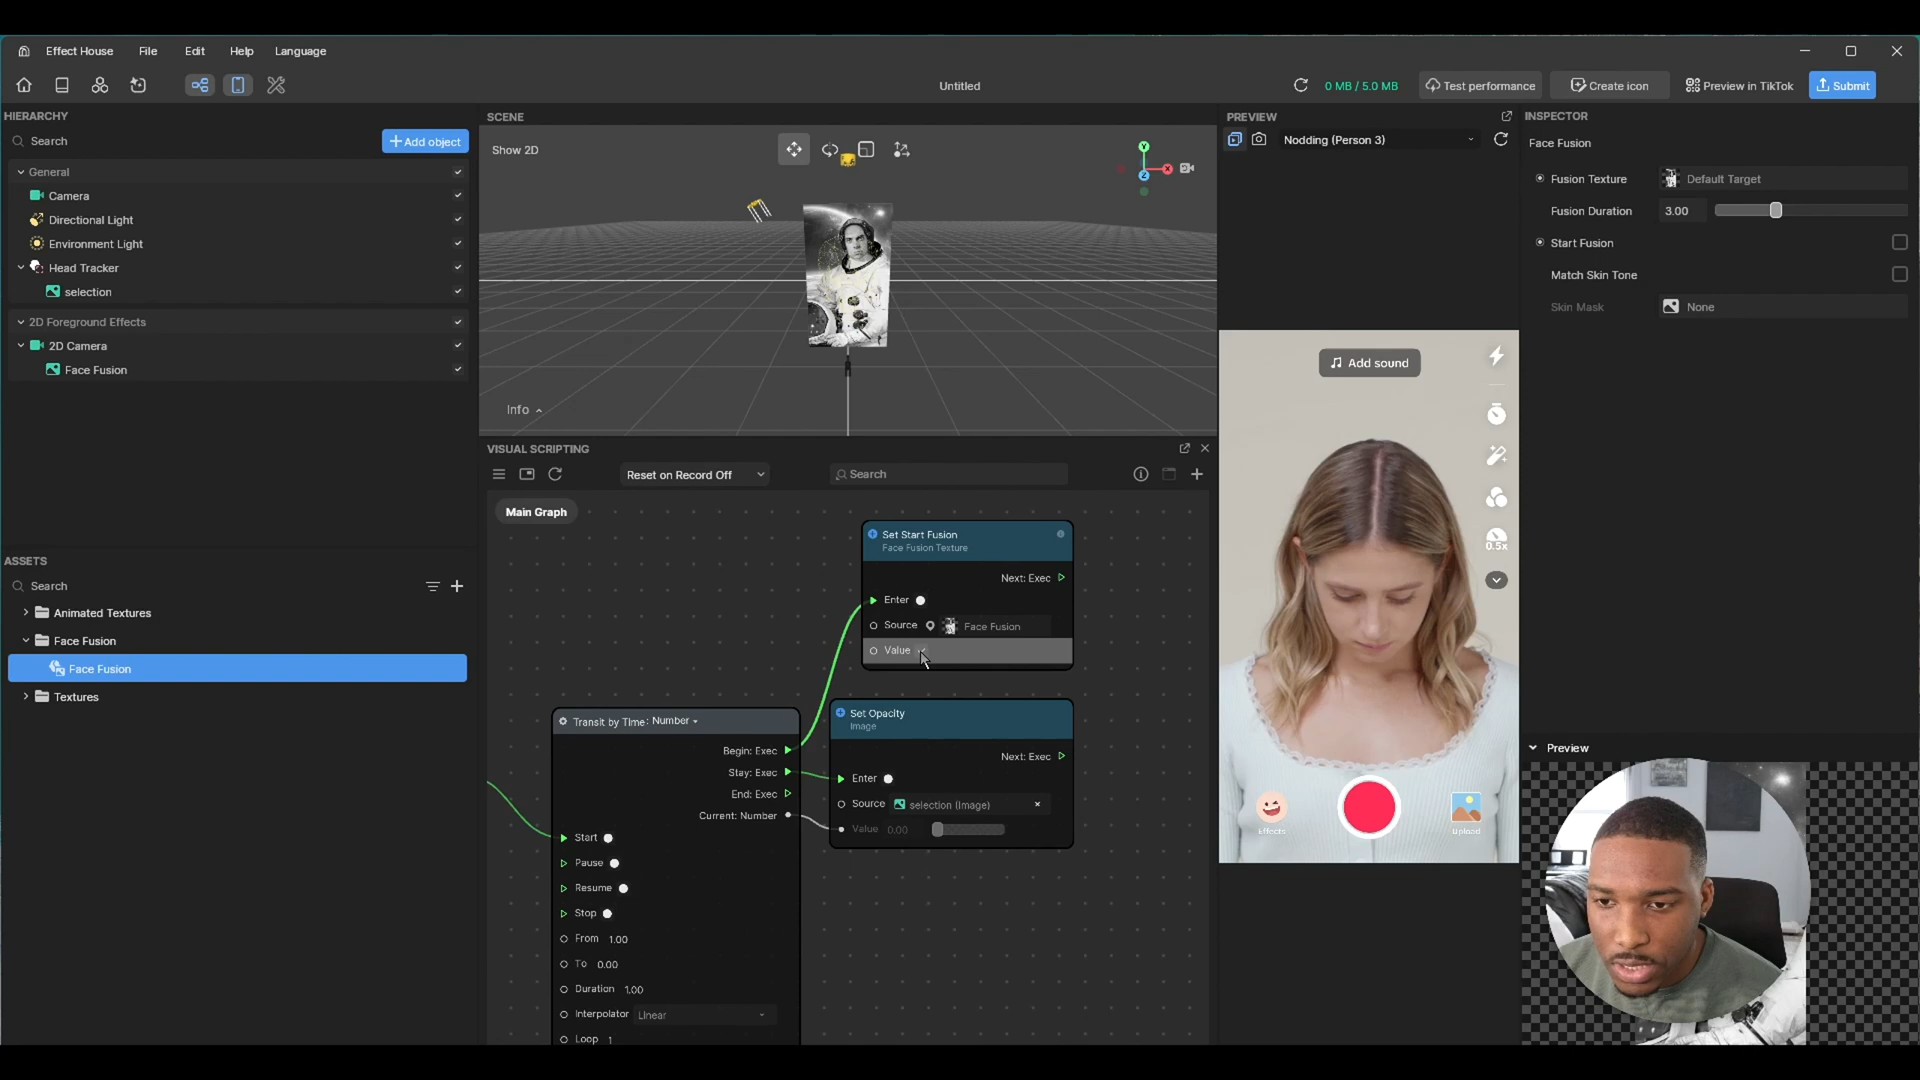 Effect House File Edit Help Language
Untitled
0 MB / 5.0 MB
Test performance
Create icon
Preview in TikTok
Submit
HIERARCHY
Search
Add object
General
Camera
Directional Light
Environment Light
Head Tracker
selection
2D Foreground Effects
2D Camera
Face Fusion
ASSETS
Search
Animated Textures
Face Fusion
Face Fusion
Textures
SCENE
Show 2D
Y
X
Z
Info
VISUAL SCRIPTING
Reset on Record Off
Search
Main Graph
Set Start Fusion
Face Fusion Texture
Next: Exec
Enter
Source Face Fusion
Value
Transit by Time: Number
Begin: Exec
Stay: Exec
End: Exec
Current: Number
Start
Pause
Resume
Stop
From 1.00
To 0.00
Duration 1.00
Interpolator Linear
Loop 1
Set Opacity
Image
Next: Exec
Enter
Source selection (Image)
Value 0.00
PREVIEW
Nodding (Person 3)
Add sound
0.5x
Effects
Upload
INSPECTOR
Face Fusion
Fusion Texture Default Target
Fusion Duration 3.00
Start Fusion
Match Skin Tone
Skin Mask None
Preview